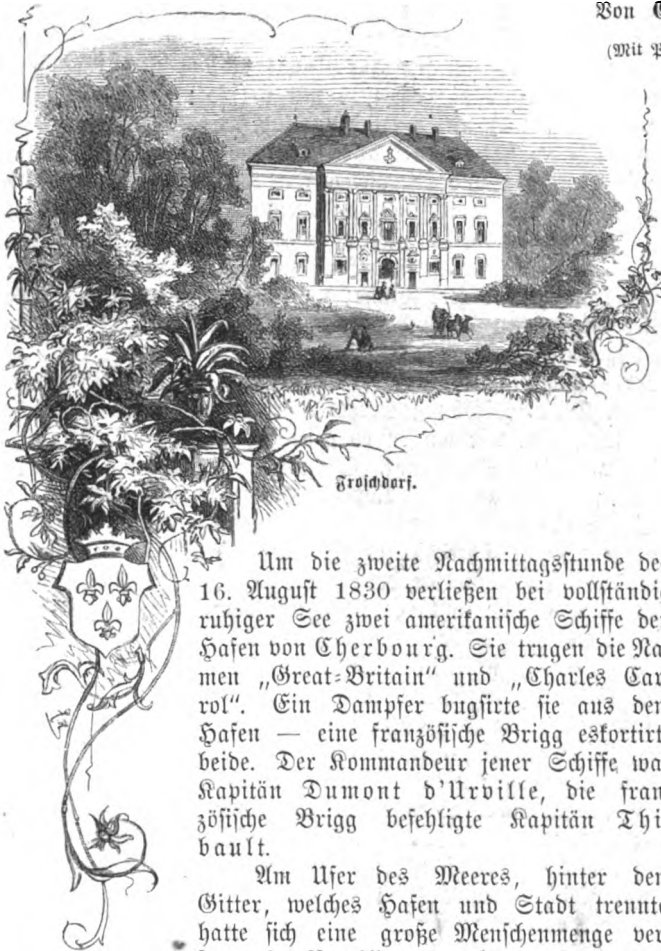 Von
(Mit
Froschdorf.
Um die zweite Nachmittagsstunde de
16. August 1830 verließen bei vollständi
ruhiger See zwei amerikanische Schiffe de
Hafen von Cherbourg. Sie trugen die Na
men „Great-Britain“ und „Charles Car
rol“. Ein Dampfer bugsirte sie aus dem
Hafen — eine französische Brigg eskortirt
beide. Der Kommandeur jener Schiffe wa
Kapitän Dumont d'Urville, die fran
zösische Brigg befehligte Kapitän Thi
bault.
Am Ufer des Meeres, hinter dem
Gitter, welches Hafen und Stadt trennte
hatte sich eine große Menschenmenge ver